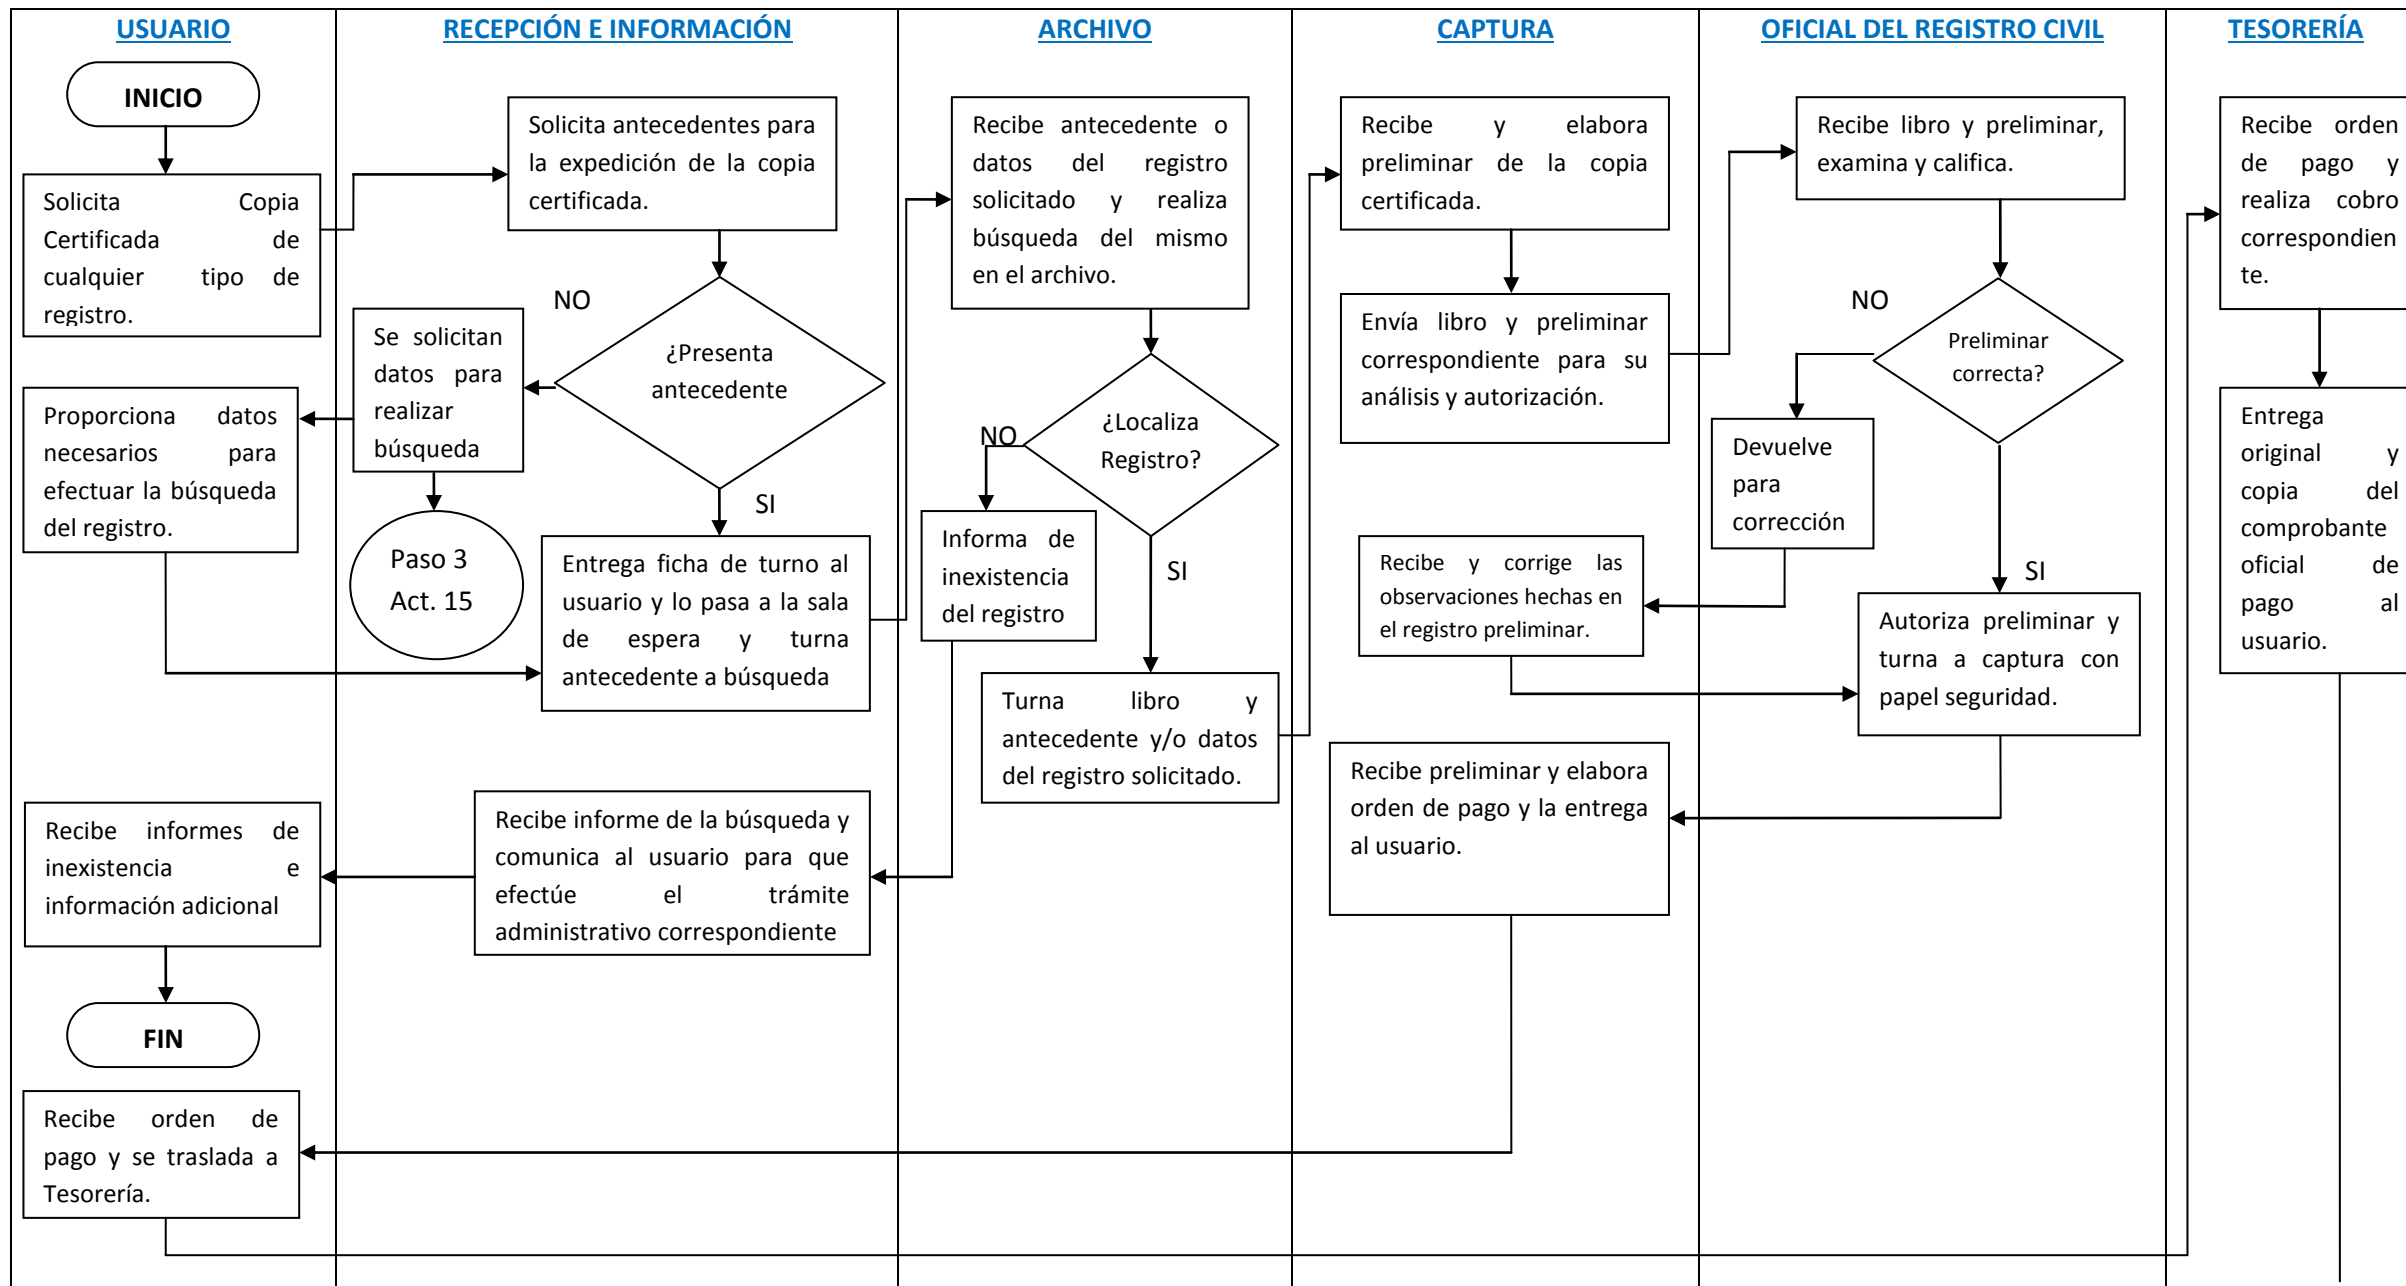 USUARIO
RECEPCIÓN E INFORMACIÓN
ARCHIVO
CAPTURA
OFICIAL DEL REGISTRO CIVIL
TESORERÍA
INICIO
Solicita Copia
Certificada de
cualquier tipo de
registro.
Proporciona datos
necesarios para
efectuar la búsqueda
del registro.
Recibe informes de
inexistencia e
información adicional
FIN
Recibe orden de
pago y se traslada a
Tesorería.
Solicita antecedentes para
la expedición de la copia
certificada.
NO
¿Presenta
antecedente
Se solicitan
datos para
realizar
búsqueda
Paso 3
Act. 15
SI
Entrega ficha de turno al
usuario y lo pasa a la sala
de espera y turna
antecedente a búsqueda
Recibe informe de la búsqueda y
comunica al usuario para que
efectúe el trámite
administrativo correspondiente
Recibe antecedente o
datos del registro
solicitado y realiza
búsqueda del mismo
en el archivo.
NO
¿Localiza
Registro?
Informa de
inexistencia
del registro
SI
Turna libro y
antecedente y/o datos
del registro solicitado.
Recibe y elabora
preliminar de la copia
certificada.
Envía libro y preliminar
correspondiente para su
análisis y autorización.
Recibe y corrige las
observaciones hechas en
el registro preliminar.
Recibe preliminar y elabora
orden de pago y la entrega
al usuario.
Recibe libro y preliminar,
examina y califica.
NO
Preliminar
correcta?
Devuelve
para
corrección
SI
Autoriza preliminar y
turna a captura con
papel seguridad.
Recibe orden
de pago y
realiza cobro
correspondien
te.
Entrega
original y
copia del
comprobante
oficial de
pago al
usuario.